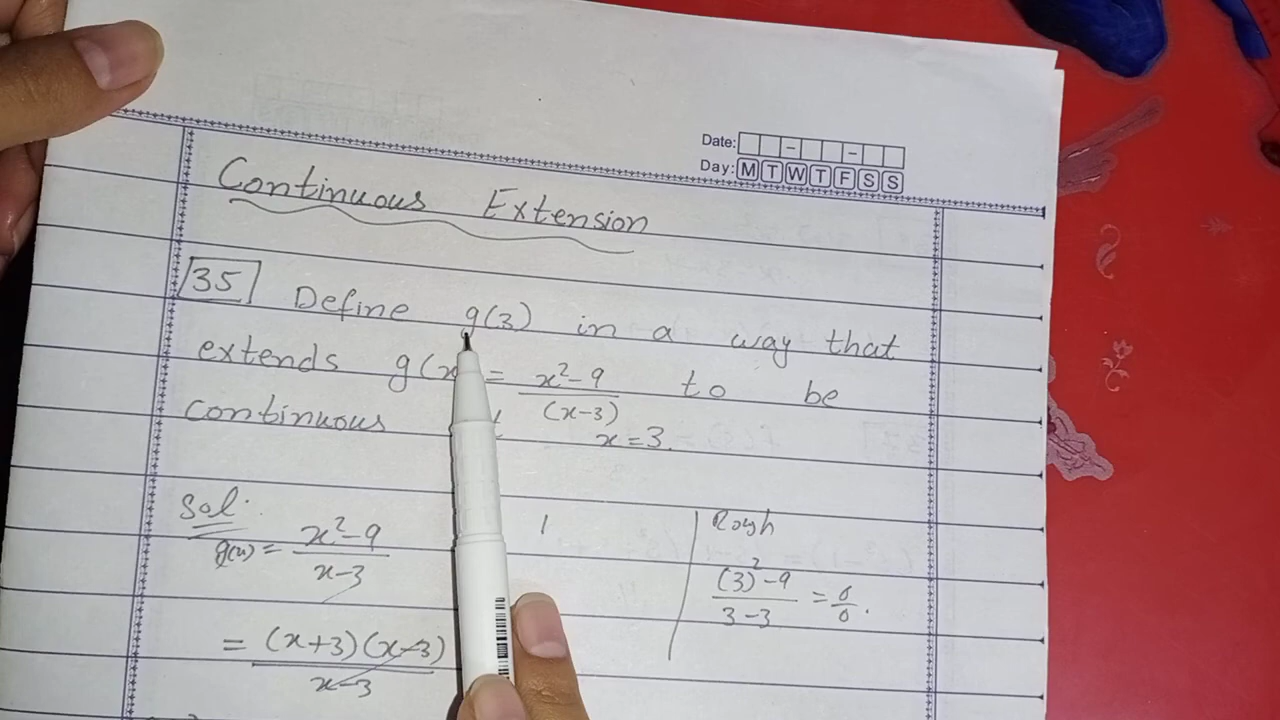 Date: - -
Day: M T W T F S S
Continuous Extension
35 Define g(3) in a way that
extends g(x) = x²-9/(x-3) to be
continuous x=3.
Sol.
g(x) = x²-9/x-3
= (x+3)(x-3)/x-3
Rough
(3)²-9/3-3 = 0/0.